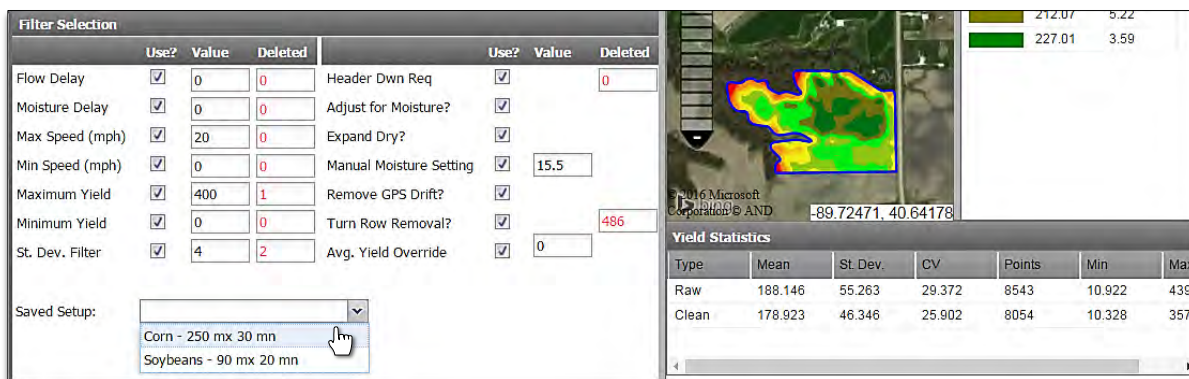 Filter Selection
Use? Value Deleted Use? Value Deleted
Flow Delay 0 0 Header Dwn Req 0
Moisture Delay 0 0 Adjust for Moisture?
Max Speed (mph) 20 0 Expand Dry?
Min Speed (mph) 0 0 Manual Moisture Setting 15.5
Maximum Yield 400 1 Remove GPS Drift?
Minimum Yield 0 0 Turn Row Removal? 486
St. Dev. Filter 4 2 Avg. Yield Override 0
Saved Setup:
Corn - 250 mx 30 mn
Soybeans - 90 mx 20 mn
212.07 5.22
227.01 3.59
© 2016 Microsoft
Corporation © AND
bing
-89.72471, 40.64178
Yield Statistics
Type Mean St. Dev. CV Points Min Max
Raw 188.146 55.263 29.372 8543 10.922 439
Clean 178.923 46.346 25.902 8054 10.328 357